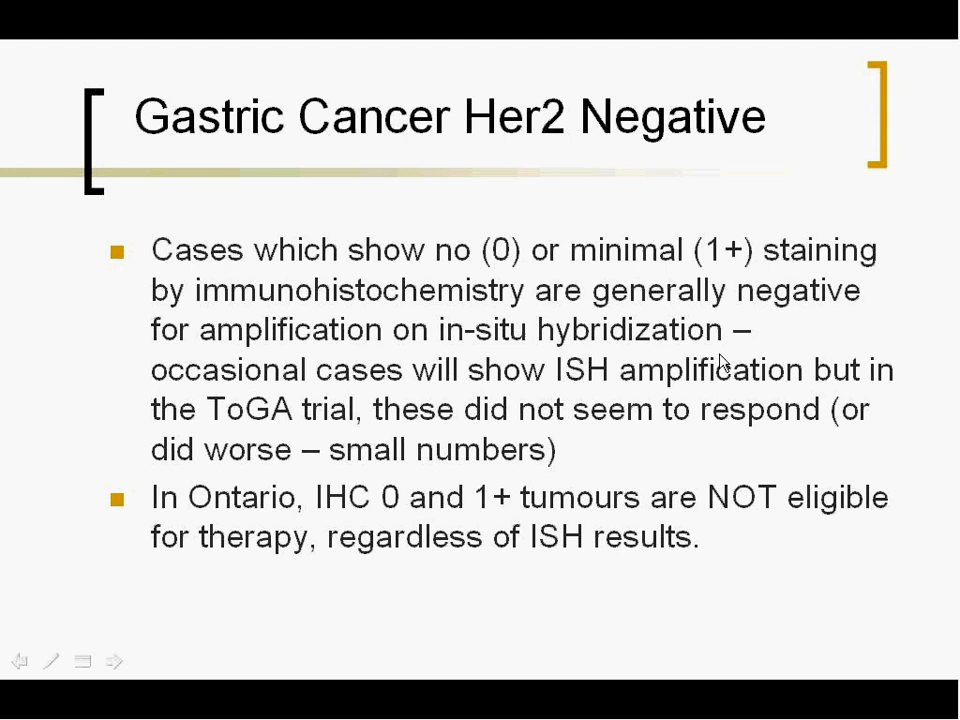 Gastric Cancer Her2 Negative
Cases which show no (0) or minimal (1+) staining
by immunohistochemistry are generally negative
for amplification on in-situ hybridization –
occasional cases will show ISH amplification but in
the ToGA trial, these did not seem to respond (or
did worse – small numbers)
In Ontario, IHC 0 and 1+ tumours are NOT eligible
for therapy, regardless of ISH results.